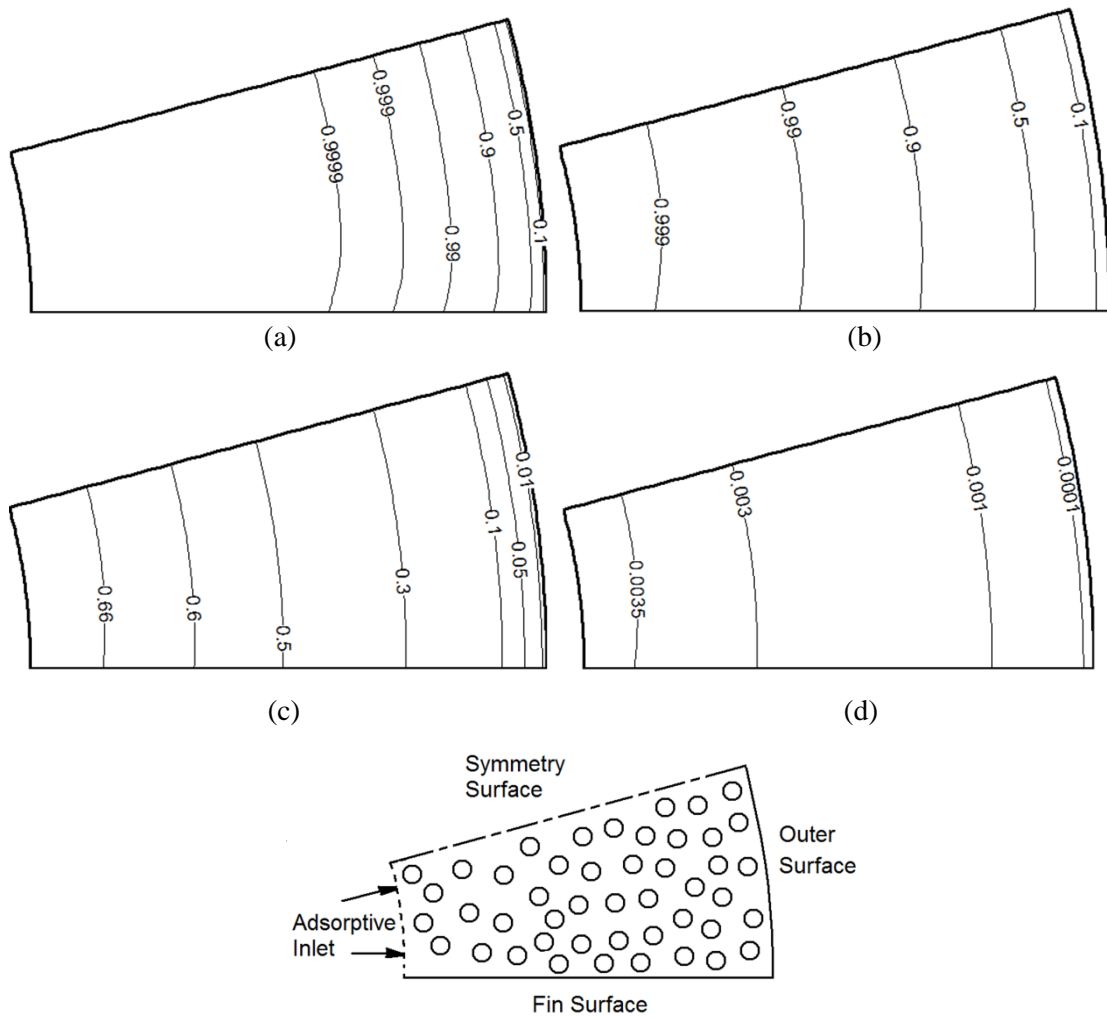 0.9999
0.999
0.99
0.9
0.5
0.1
(a)
0.999
0.99
0.9
0.5
0.1
(b)
0.66
0.6
0.5
0.3
0.1
0.05
0.01
(c)
0.0035
0.003
0.001
0.0001
(d)
Symmetry
Surface
Outer
Surface
Adsorptive
Inlet
Fin Surface